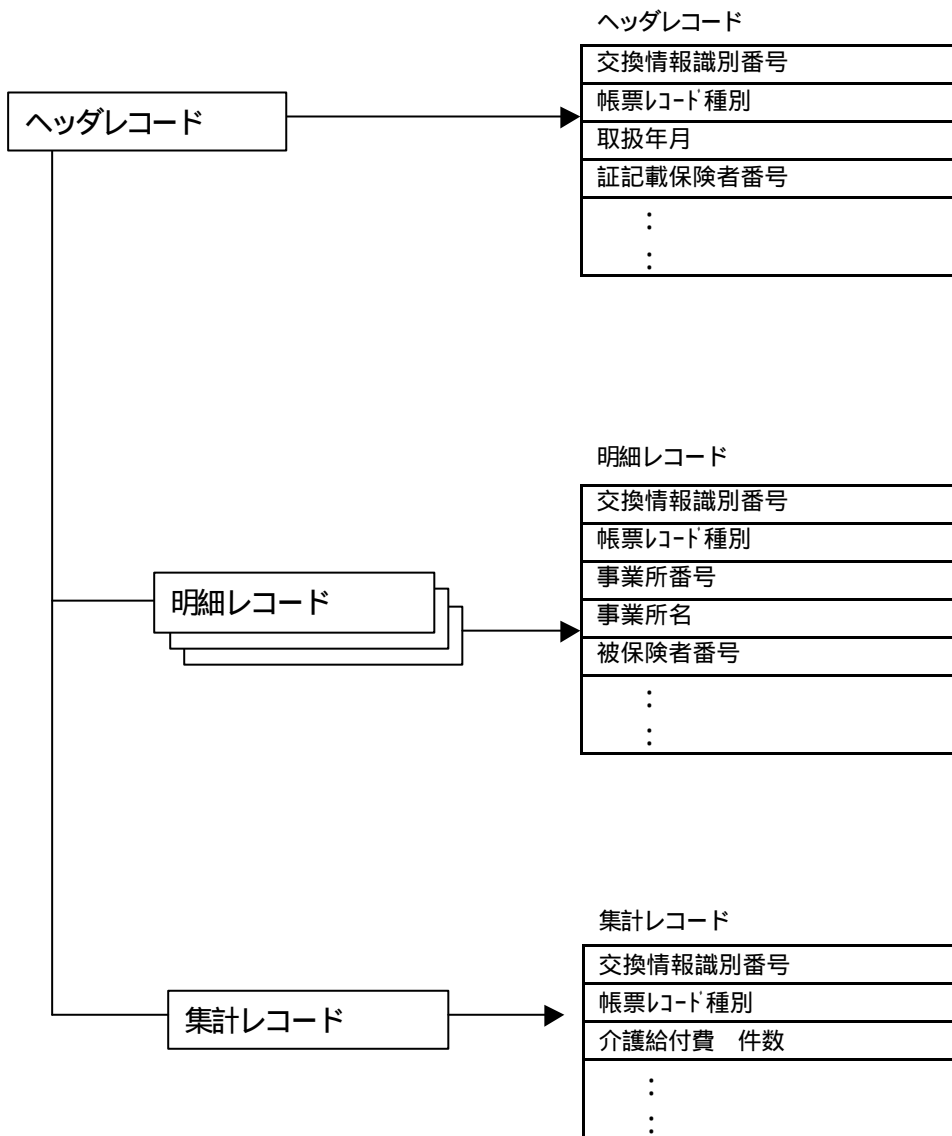 ヘッダレコード
交換情報識別番号
帳票ﾚｺｰﾄﾞ種別
取扱年月
証記載保険者番号
：
：
ヘッダレコード
明細レコード
交換情報識別番号
帳票ﾚｺｰﾄﾞ種別
事業所番号
事業所名
被保険者番号
：
：
明細レコード
集計レコード
交換情報識別番号
帳票ﾚｺｰﾄﾞ種別
介護給付費　件数
：
：
集計レコード